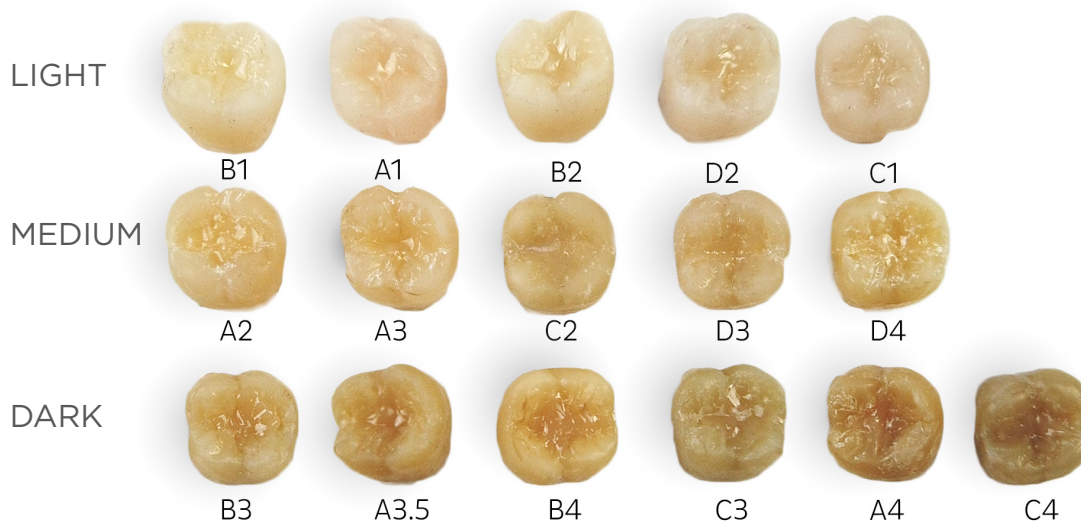 LIGHT
B1 A1 B2 D2 C1
MEDIUM
A2 A3 C2 D3 D4
DARK
B3 A3.5 B4 C3 A4 C4